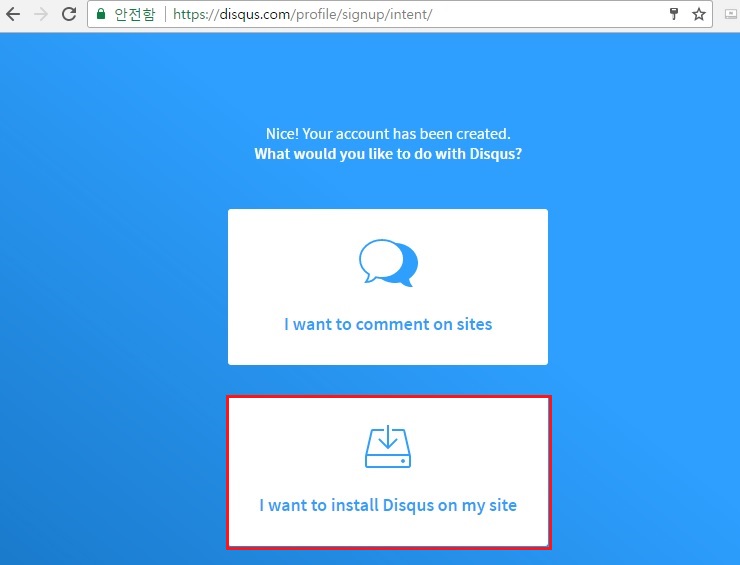 안전함 https://disqus.com/profile/signup/intent/
Nice! Your account has been created.
What would you like to do with Disqus?
I want to comment on sites
I want to install Disqus on my site